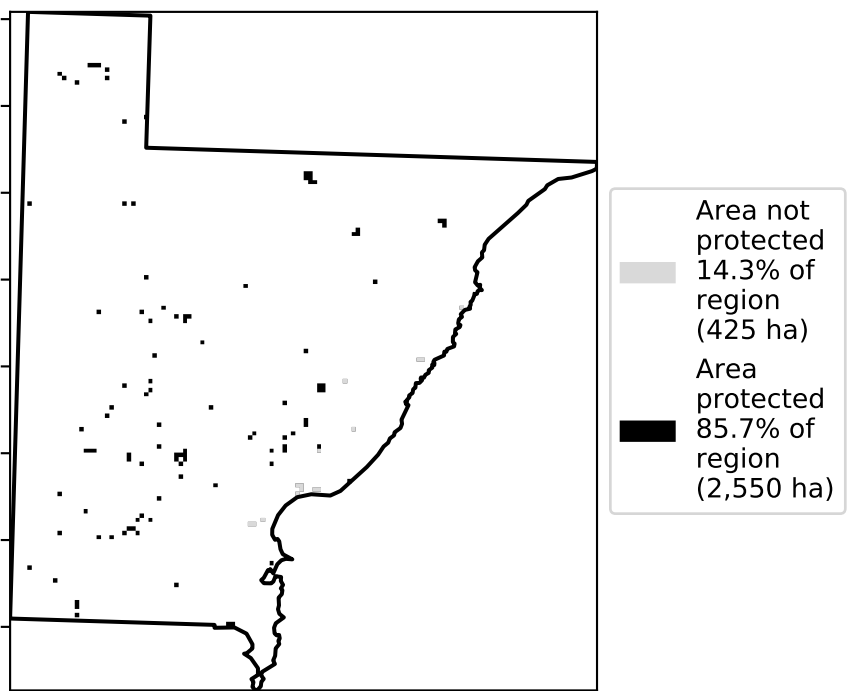 Area not
protected
14.3% of
region
(425 ha)
Area
protected
85.7% of
region
(2,550 ha)